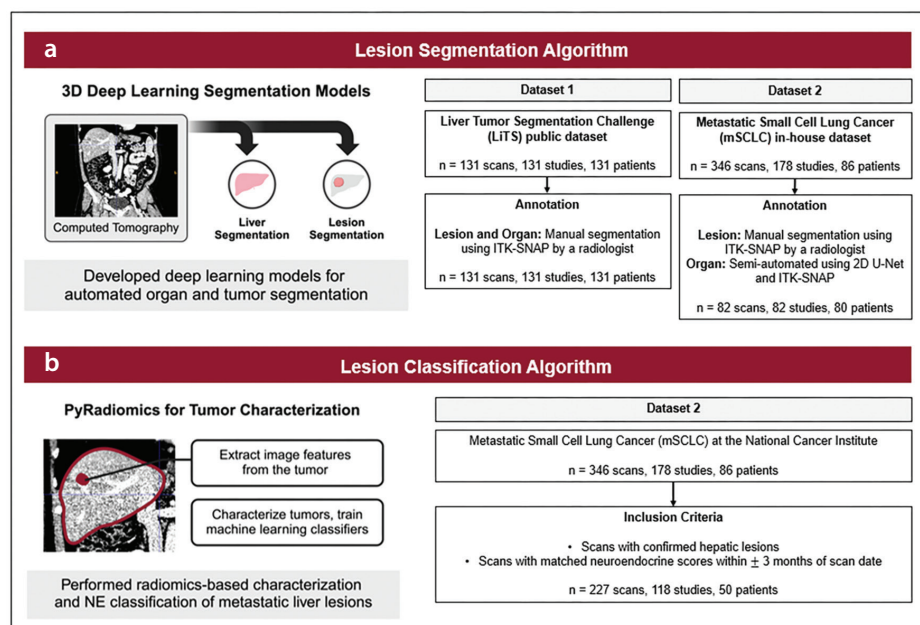 a
Lesion Segmentation Algorithm
3D Deep Learning Segmentation Models
Computed Tomography
Liver
Segmentation
Lesion
Segmentation
Developed deep learning models for
automated organ and tumor segmentation
Dataset 1
Liver Tumor Segmentation Challenge
(LiTS) public dataset
n = 131 scans, 131 studies, 131 patients
Annotation
Lesion and Organ: Manual segmentation
using ITK-SNAP by a radiologist
n = 131 scans, 131 studies, 131 patients
Dataset 2
Metastatic Small Cell Lung Cancer
(mSCLC) in-house dataset
n = 346 scans, 178 studies, 86 patients
Annotation
Lesion: Manual segmentation using
ITK-SNAP by a radiologist
Organ: Semi-automated using 2D U-Net
and ITK-SNAP
n = 82 scans, 82 studies, 80 patients
b
Lesion Classification Algorithm
PyRadiomics for Tumor Characterization
Extract image features
from the tumor
Characterize tumors, train
machine learning classifiers
Performed radiomics-based characterization
and NE classification of metastatic liver lesions
Dataset 2
Metastatic Small Cell Lung Cancer (mSCLC) at the National Cancer Institute
n = 346 scans, 178 studies, 86 patients
Inclusion Criteria
• Scans with confirmed hepatic lesions
• Scans with matched neuroendocrine scores within ± 3 months of scan date
n = 227 scans, 118 studies, 50 patients